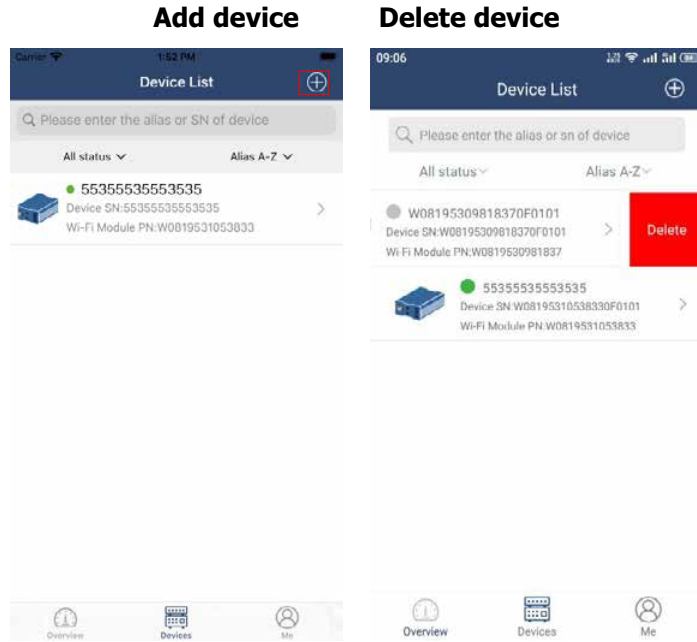 Add device
Delete device
Carrier 1:52 PM
Device List
Please enter the alias or SN of device
All status Alias A-Z
55355535553535
Device SN:55355535553535
Wi-Fi Module PN:W0819531053833
Overview Devices Me
09:06
Device List
Please enter the alias or sn of device
All status Alias A-Z
W08195309818370F0101
Device SN:W08195309818370F0101
Wi-Fi Module PN:W0819530981837
Delete
55355535553535
Device SN:W08195310538330F0101
Wi-Fi Module PN:W0819531053833
Overview Devices Me